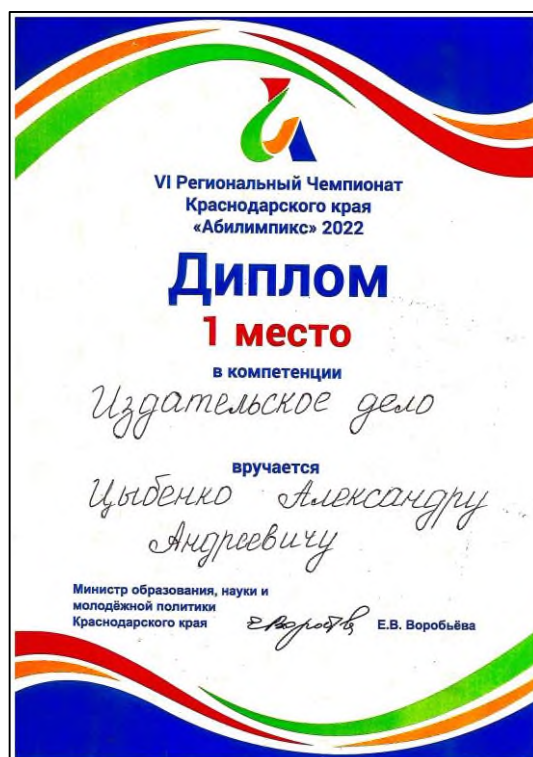 VI Региональный Чемпионат
Краснодарского края
«Абилимпикс» 2022
Диплом
1 место
в компетенции
Издательское дело
вручается
Цыбенко Александру
Андреевичу
Министр образования, науки и
молодёжной политики
Краснодарского края
Е.В. Воробьёва